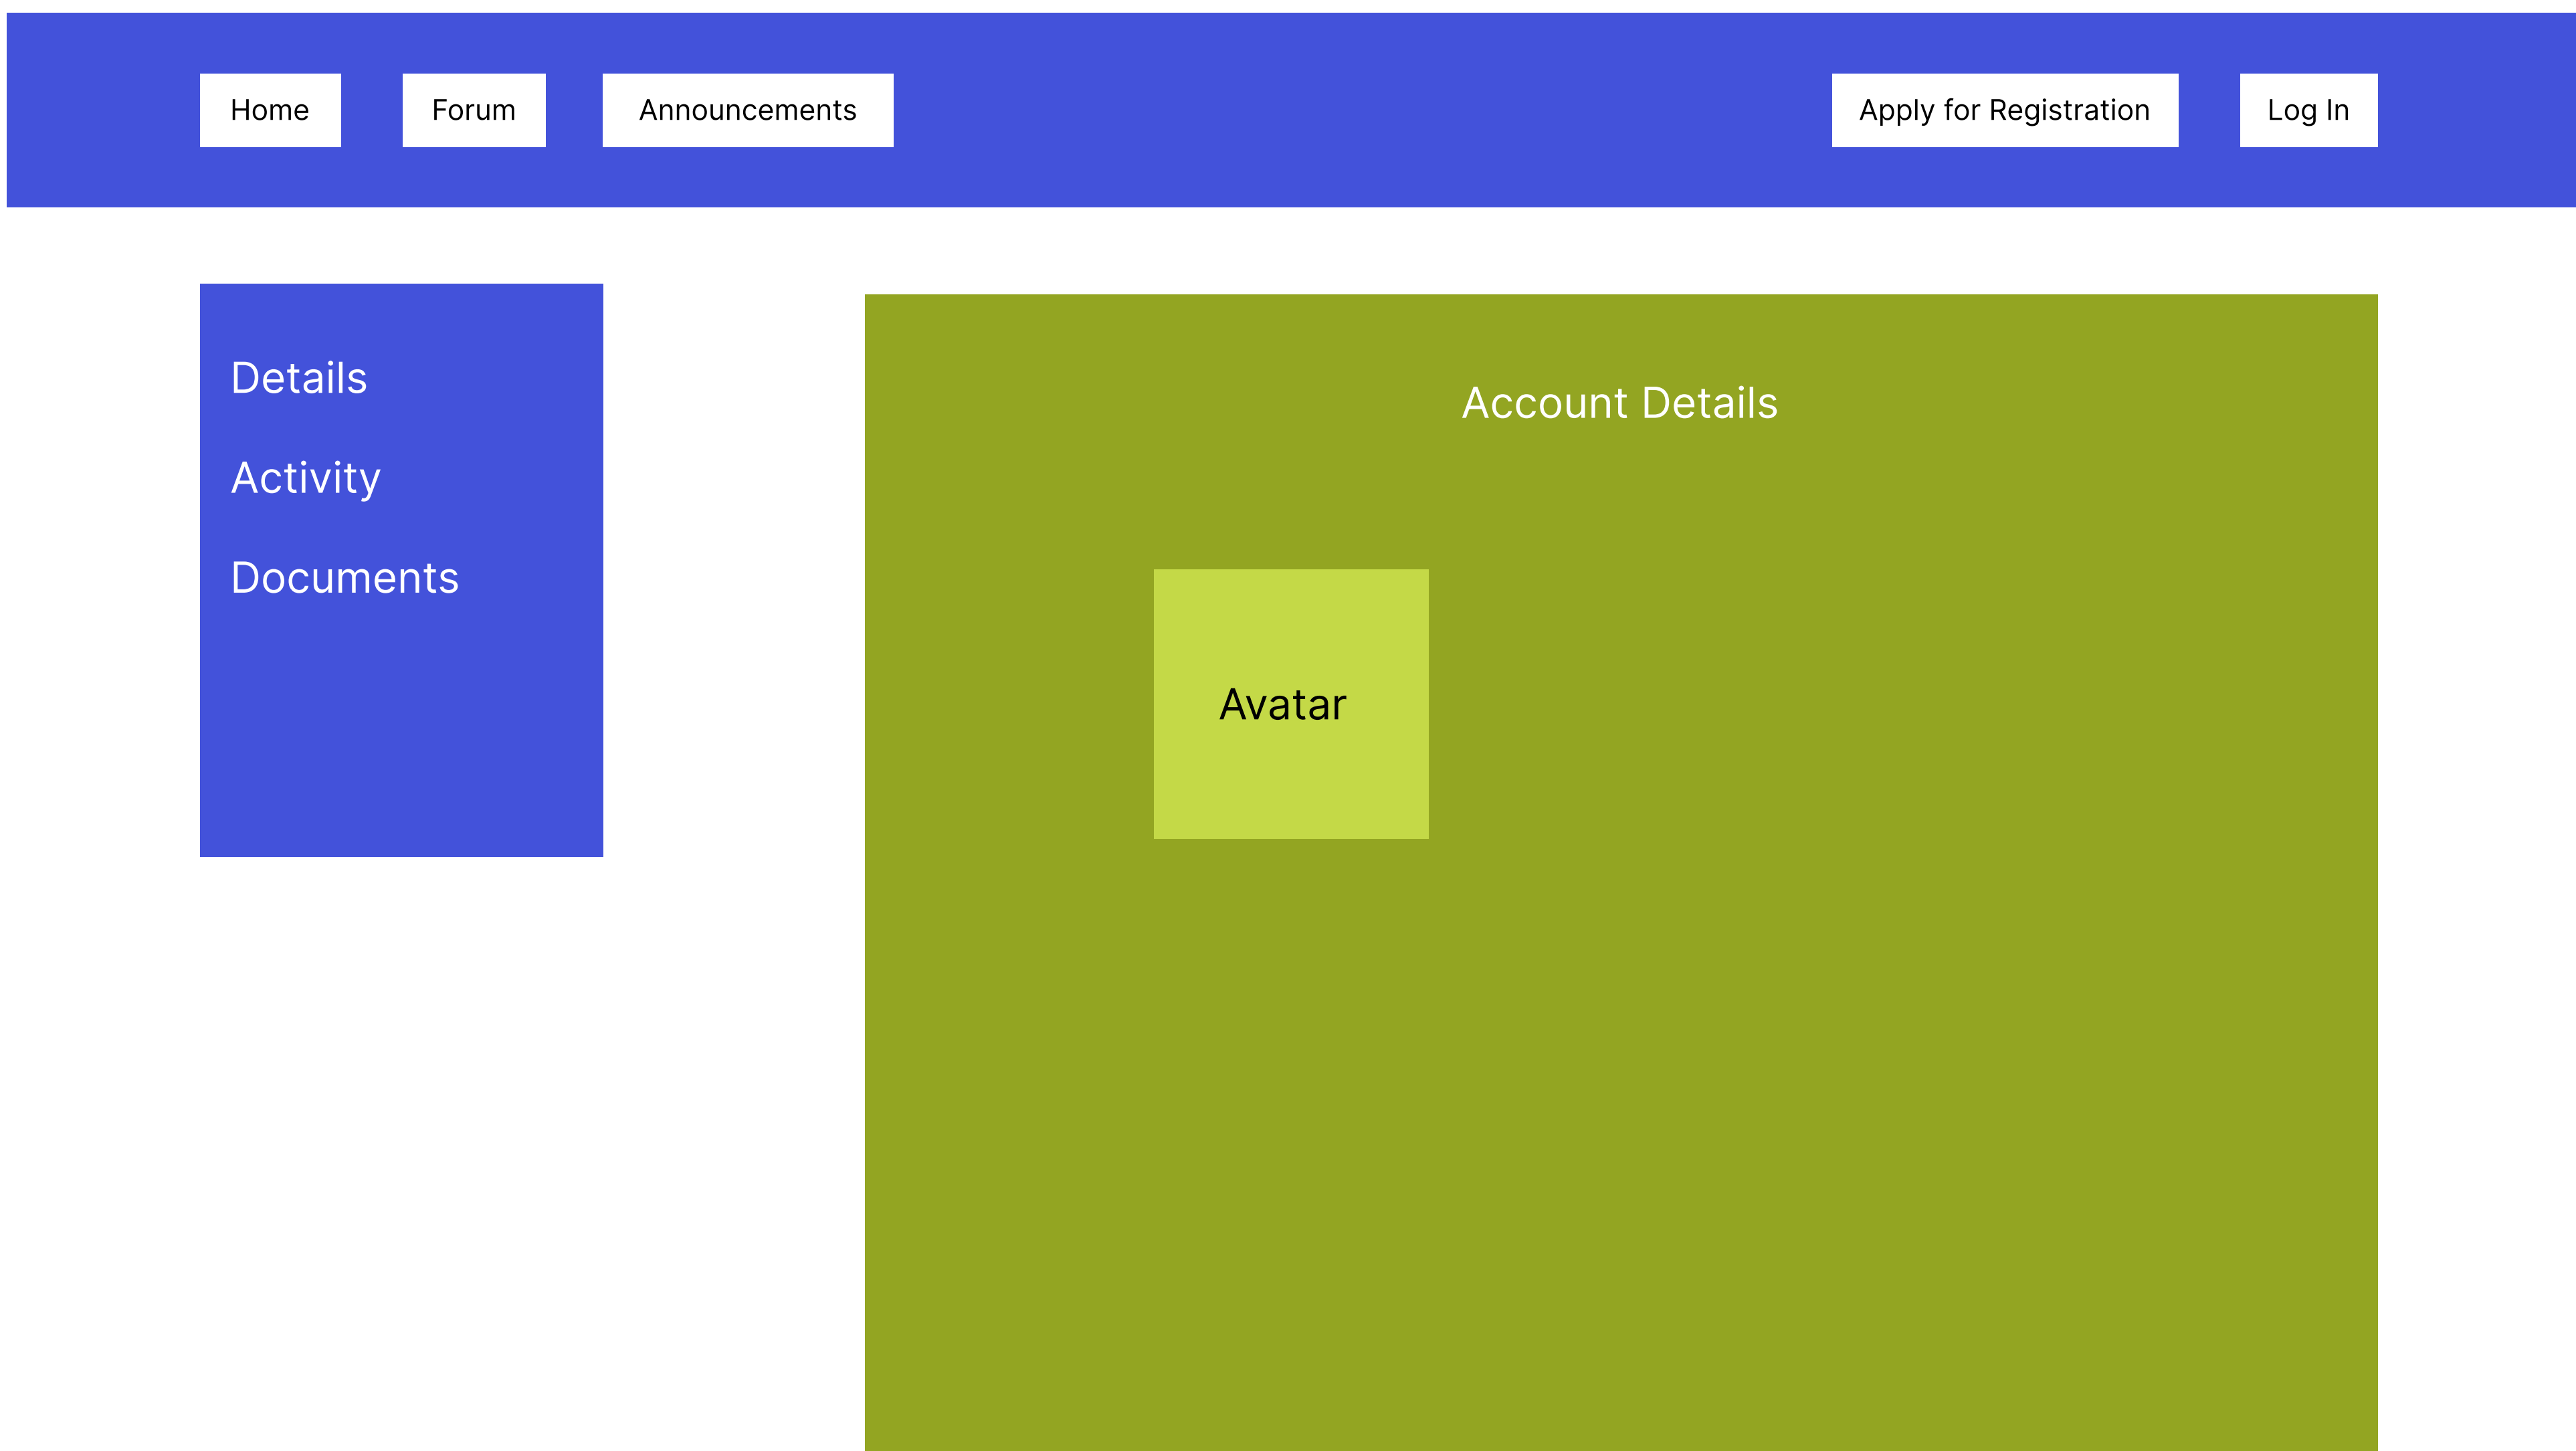 Home
Forum
Announcements
Apply for Registration
Log In
Details
Activity
Documents
Account Details
Avatar